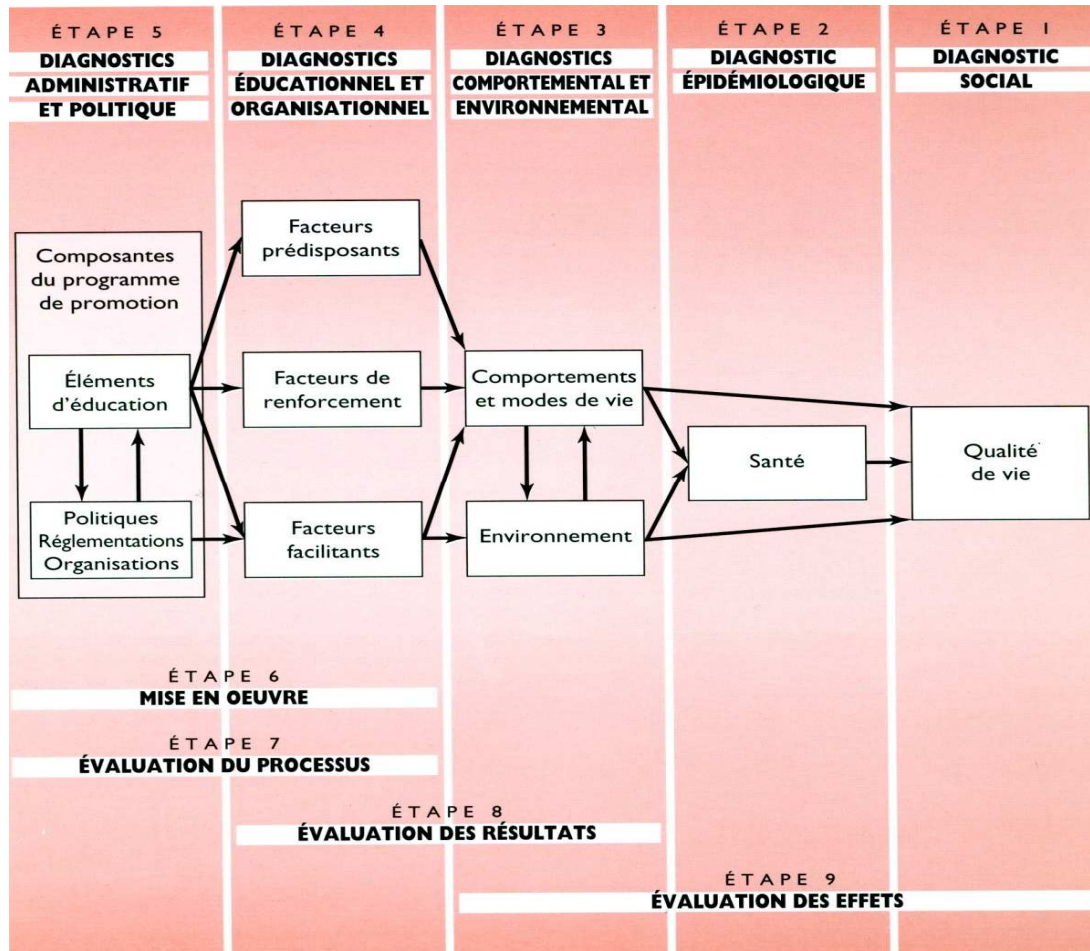 ÉTAPE 5
DIAGNOSTICS
ADMINISTRATIF
ET POLITIQUE
ÉTAPE 4
DIAGNOSTICS
ÉDUCATIONNEL ET
ORGANISATIONNEL
ÉTAPE 3
DIAGNOSTICS
COMPORTEMENTAL ET
ENVIRONNEMENTAL
ÉTAPE 2
DIAGNOSTIC
ÉPIDÉMIOLOGIQUE
ÉTAPE 1
DIAGNOSTIC
SOCIAL
Composantes
du programme
de promotion
Éléments
d'éducation
Politiques
Réglementations
Organisations
Facteurs
prédisposants
Facteurs de
renforcement
Facteurs
facilitants
Comportements
et modes de vie
Environnement
Santé
Qualité
de vie
ÉTAPE 6
MISE EN OEUVRE
ÉTAPE 7
ÉVALUATION DU PROCESSUS
ÉTAPE 8
ÉVALUATION DES RÉSULTATS
ÉTAPE 9
ÉVALUATION DES EFFETS